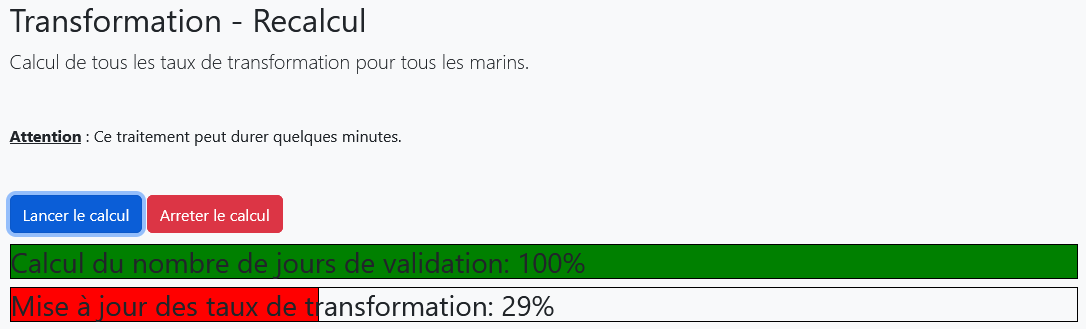 Transformation - Recalcul
Calcul de tous les taux de transformation pour tous les marins.
Attention : Ce traitement peut durer quelques minutes.
Lancer le calcul Arreter le calcul
Calcul du nombre de jours de validation: 100%
Mise à jour des taux de transformation: 29%